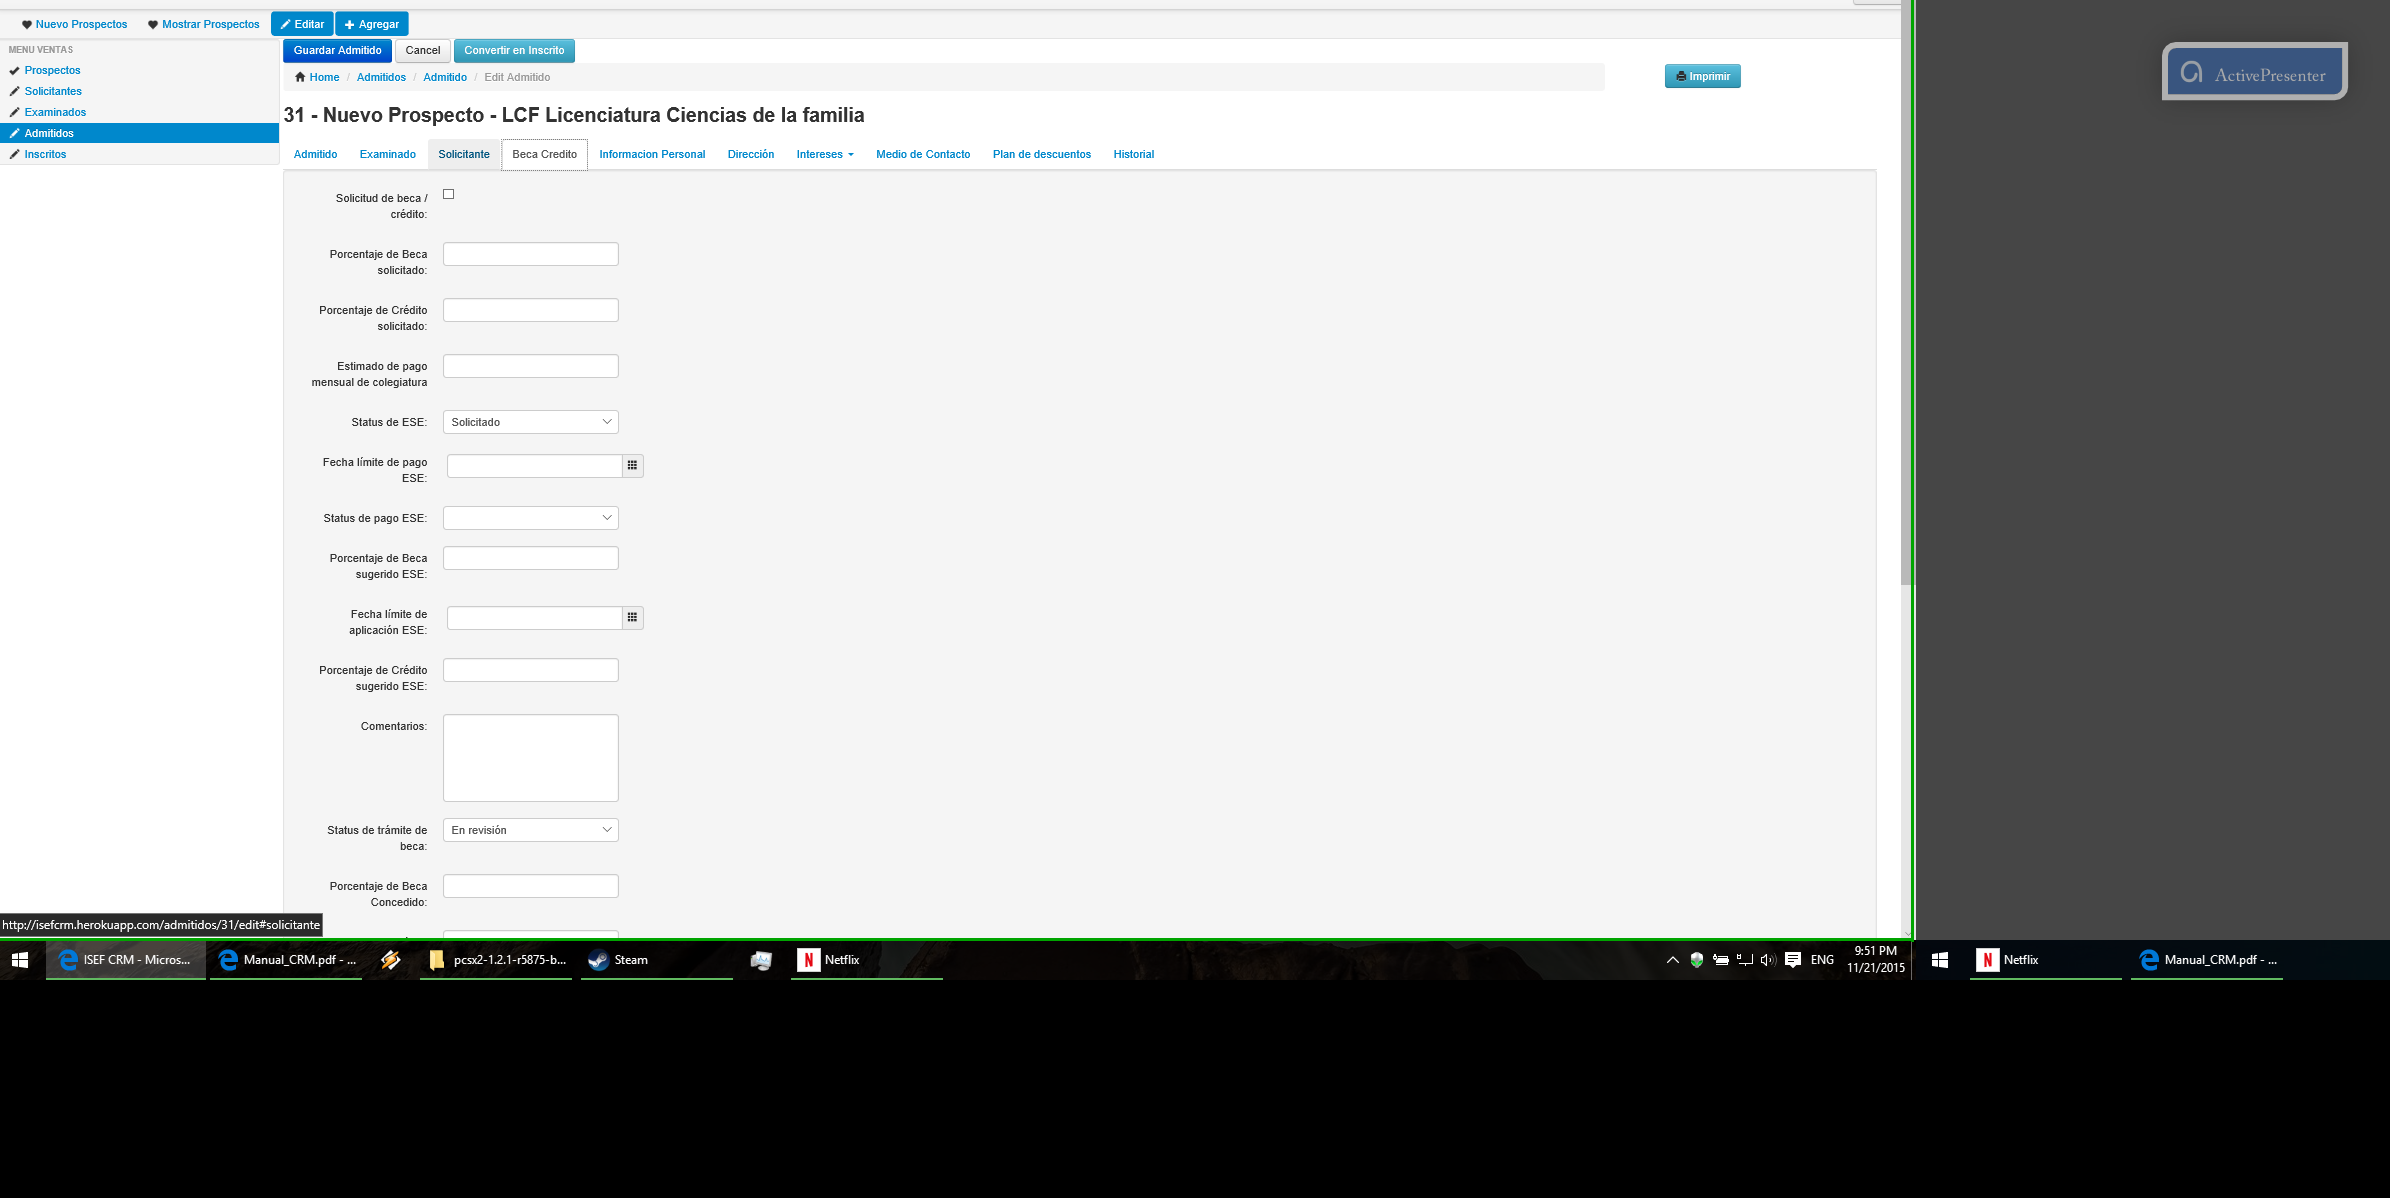 Nuevo Prospectos Mostrar Prospectos Editar Agregar
MENU VENTAS
Prospectos
Solicitantes
Examinados
Admitidos
Inscritos
Guardar Admitido Cancel Convertir en Inscrito
Home / Admitidos / Admitido / Edit Admitido
Imprimir
31 - Nuevo Prospecto - LCF Licenciatura Ciencias de la familia
Admitido Examinado Solicitante Beca Credito Informacion Personal Dirección Intereses Medio de Contacto Plan de descuentos Historial
Solicitud de beca /
crédito:
Porcentaje de Beca
solicitado:
Porcentaje de Crédito
solicitado:
Estimado de pago
mensual de colegiatura
Status de ESE: Solicitado
Fecha límite de pago
ESE:
Status de pago ESE:
Porcentaje de Beca
sugerido ESE:
Fecha límite de
aplicación ESE:
Porcentaje de Crédito
sugerido ESE:
Comentarios:
Status de trámite de
beca:
En revisión
Porcentaje de Beca
Concedido:
http://isefcrm.herokuapp.com/admitidos/31/edit#solicitante
ActivePresenter
ISEF CRM - Micros... Manual_CRM.pdf - ... pcsx2-1.2.1-r5875-b... Steam N Netflix
ENG
9:51 PM
11/21/2015
N Netflix Manual_CRM.pdf - ...